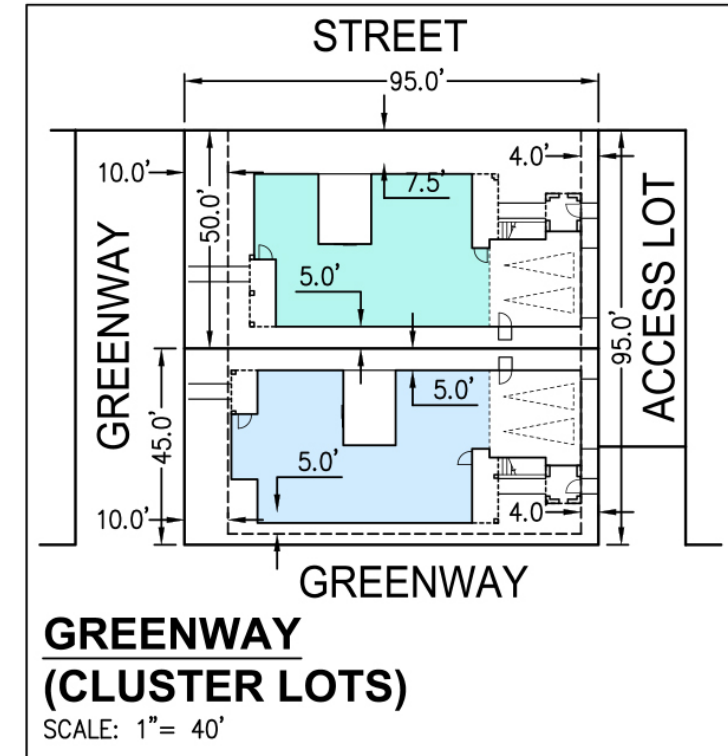 STREET
95.0'
10.0'
4.0'
7.5'
50.0'
GREENWAY
ACCESS LOT
5.0'
95.0'
5.0'
45.0'
5.0'
10.0'
4.0
GREENWAY
GREENWAY
(CLUSTER LOTS)
SCALE: 1"= 40'